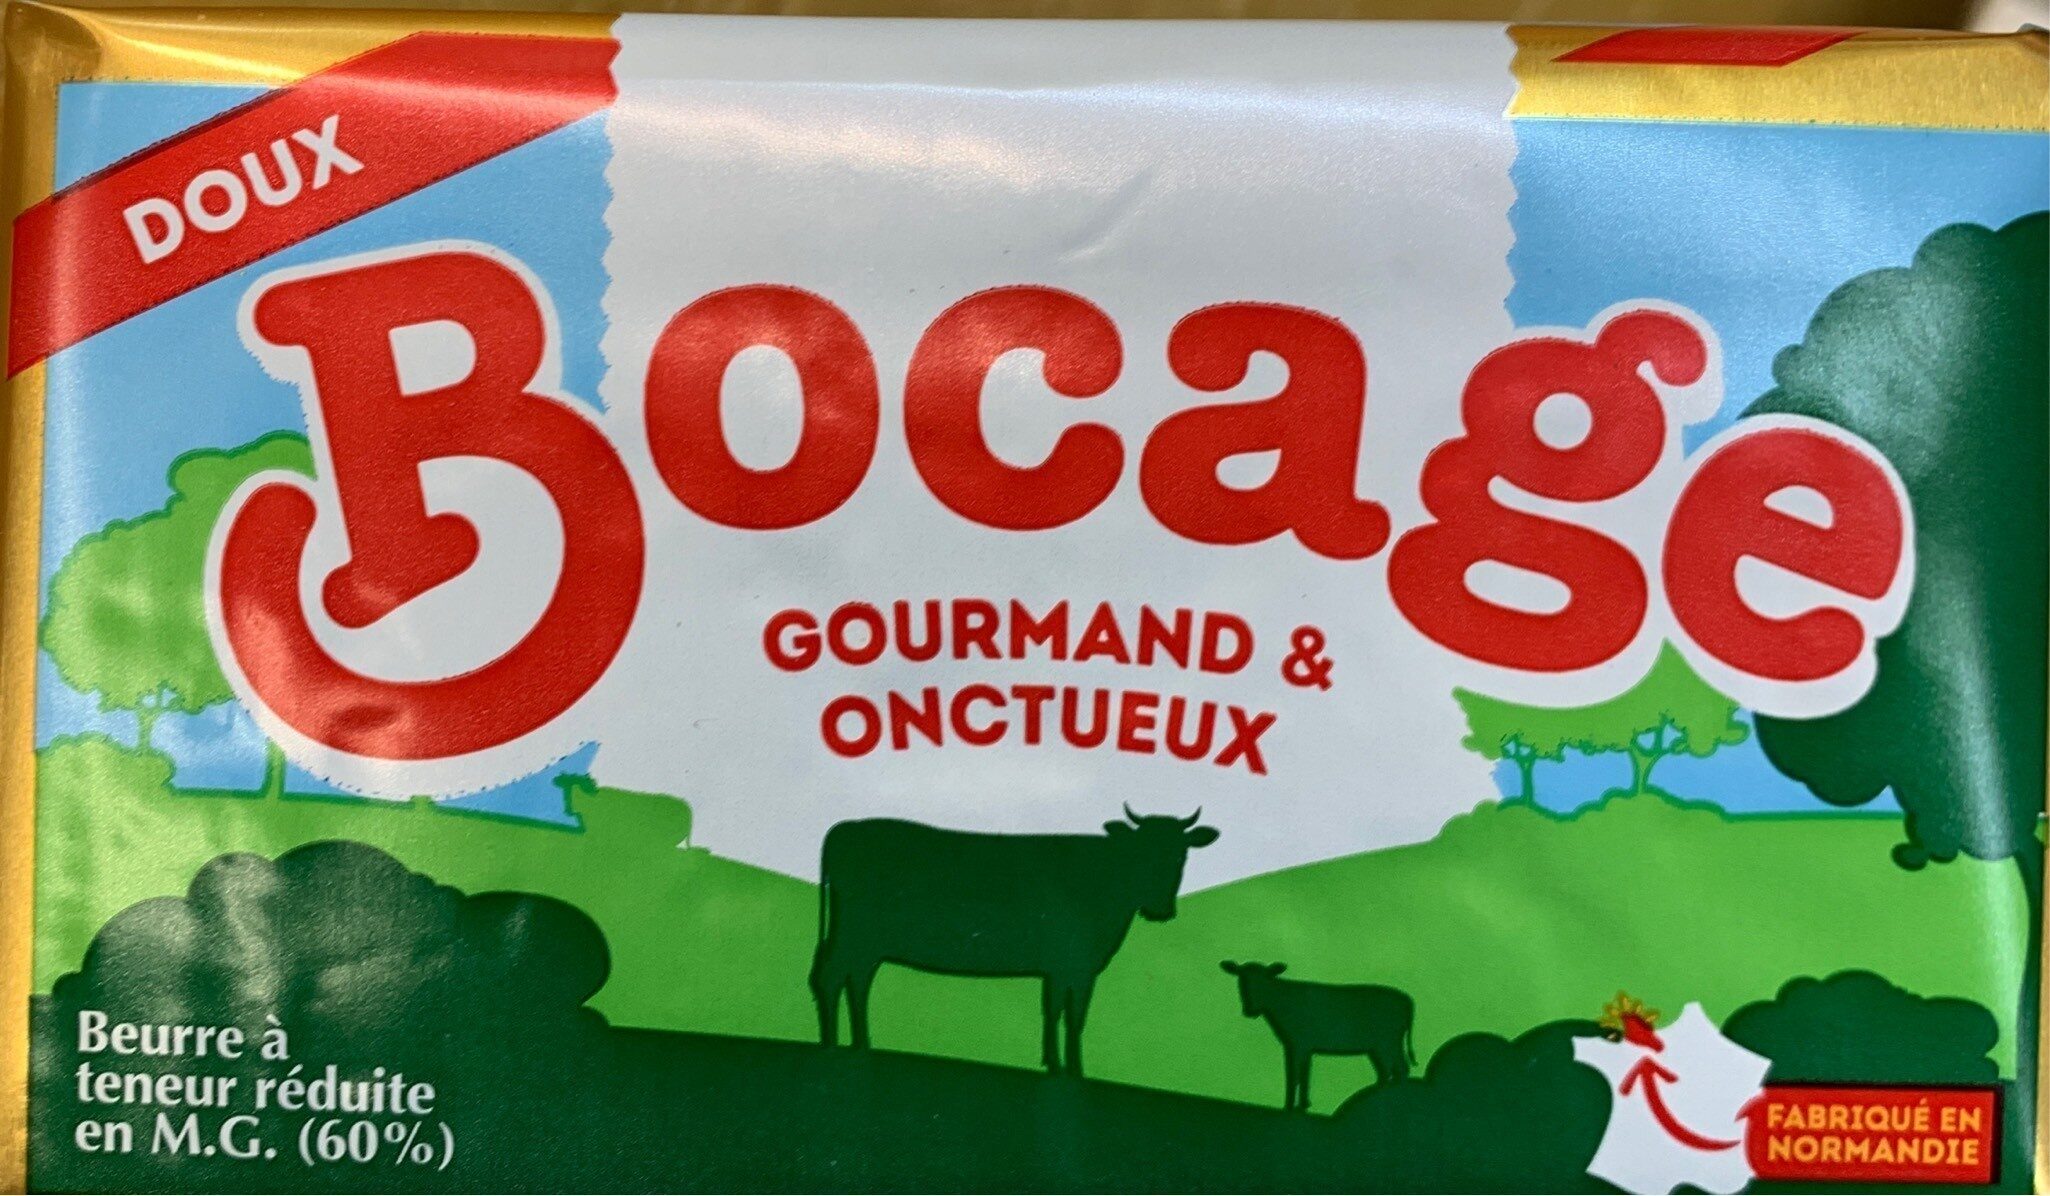 DOUX
Bocage
GOURMAND &
ONCTUEUX
Beurre à
teneur réduite
en M.G. (60%)
FABRIQUÉ EN
NORMANDIE